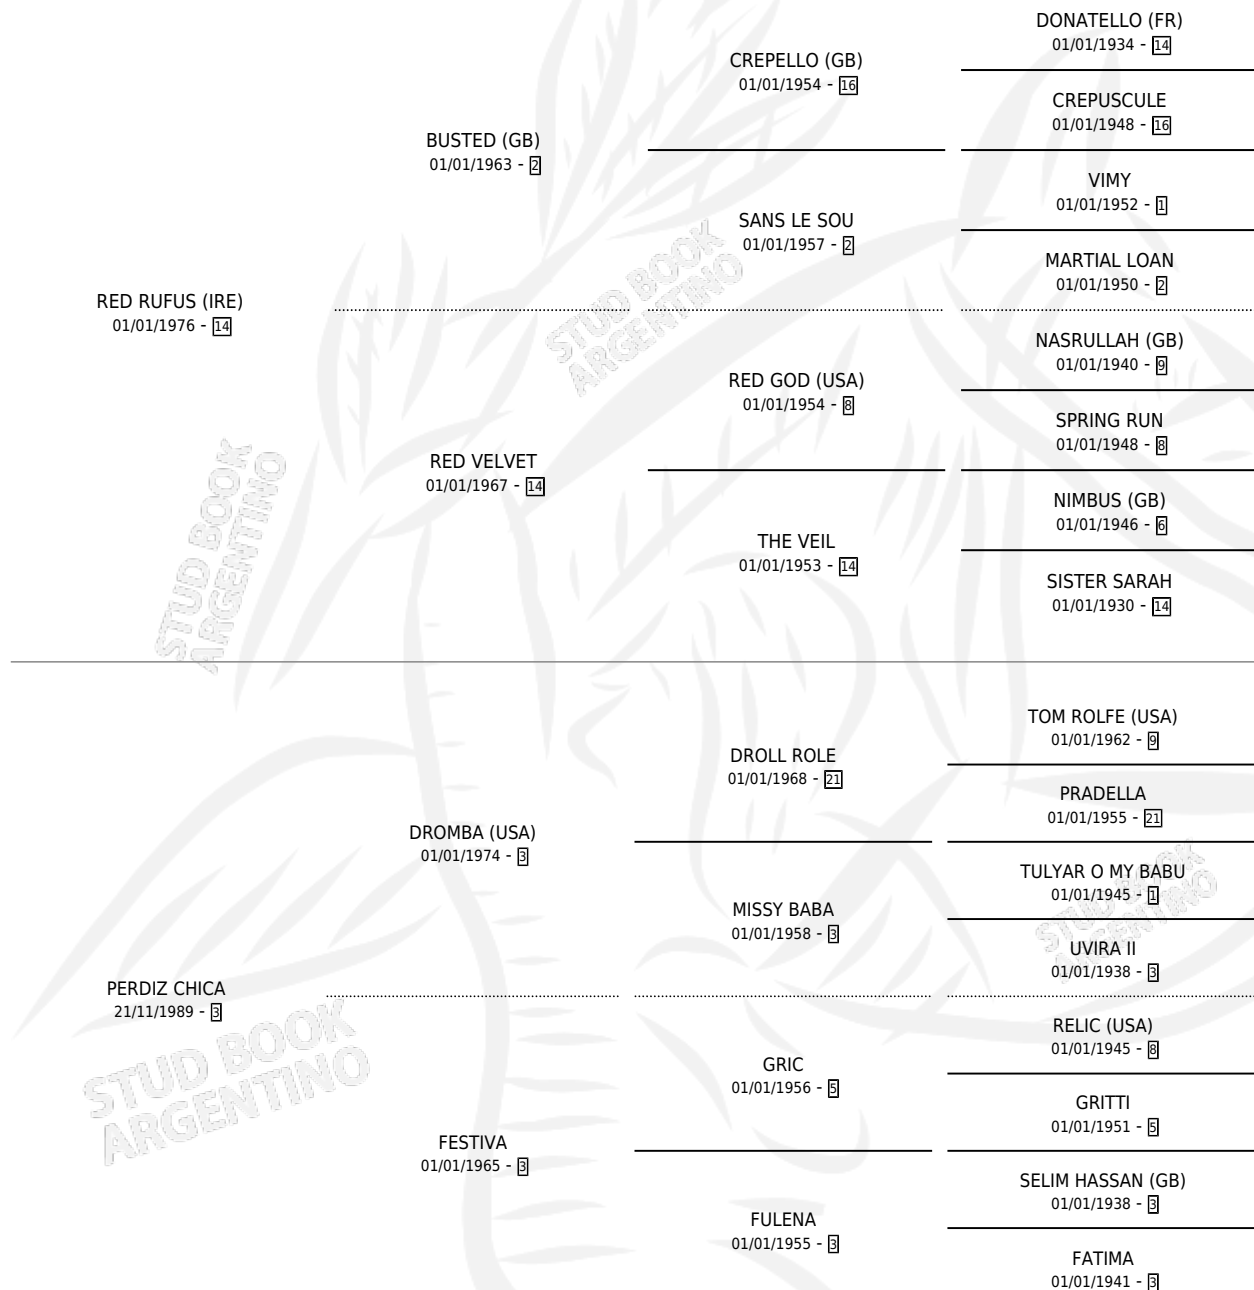 DONATELLO (FR)
01/01/1934 - 14
CREPELLO (GB)
01/01/1954 - 16
CREPUSCULE
01/01/1948 - 16
BUSTED (GB)
01/01/1963 - 2
VIMY
01/01/1952 - 1
SANS LE SOU
01/01/1957 - 2
MARTIAL LOAN
01/01/1950 - 2
RED RUFUS (IRE)
01/01/1976 - 14
NASRULLAH (GB)
01/01/1940 - 9
RED GOD (USA)
01/01/1954 - 8
SPRING RUN
01/01/1948 - 8
RED VELVET
01/01/1967 - 14
NIMBUS (GB)
01/01/1946 - 6
THE VEIL
01/01/1953 - 14
SISTER SARAH
01/01/1930 - 14
TOM ROLFE (USA)
01/01/1962 - 9
DROLL ROLE
01/01/1968 - 21
PRADELLA
01/01/1955 - 21
DROMBA (USA)
01/01/1974 - 3
TULYAR O MY BABU
01/01/1945 - 1
MISSY BABA
01/01/1958 - 3
UVIRA II
01/01/1938 - 3
PERDIZ CHICA
21/11/1989 - 3
RELIC (USA)
01/01/1945 - 8
GRIC
01/01/1956 - 5
GRITTI
01/01/1951 - 5
FESTIVA
01/01/1965 - 3
SELIM HASSAN (GB)
01/01/1938 - 3
FULENA
01/01/1955 - 3
FATIMA
01/01/1941 - 3
STUD BOOK
ARGENTINO
STUD BOOK
ARGENTINO
STUD BOOK
ARGENTINO
STUD BOOK
ARGENTINO